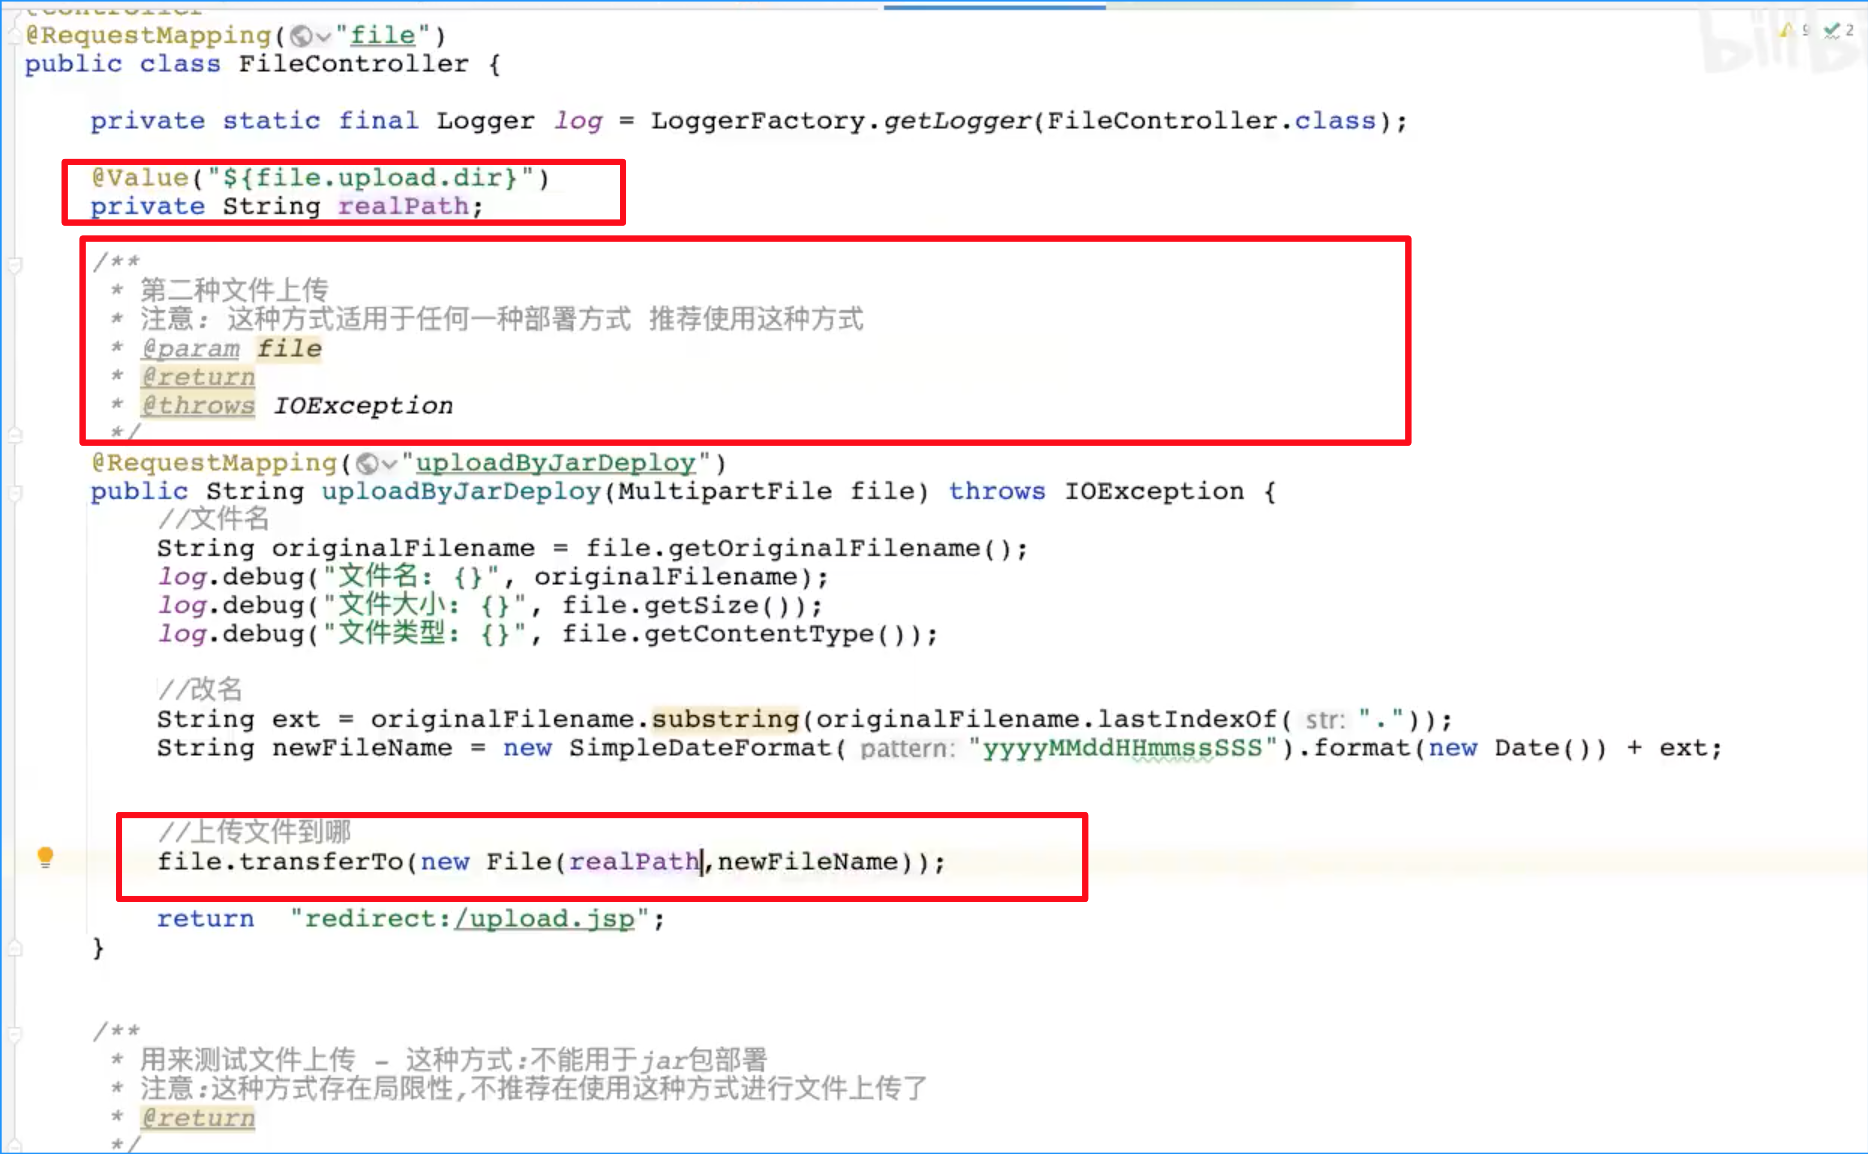 @Controller
@RequestMapping("file")
public class FileController {
private static final Logger log = LoggerFactory.getLogger(FileController.class);
@Value("${file.upload.dir}")
private String realPath;
/**
* 第二种文件上传
* 注意: 这种方式适用于任何一种部署方式 推荐使用这种方式
* @param file
* @return
* @throws IOException
*/
@RequestMapping("uploadByJarDeploy")
public String uploadByJarDeploy(MultipartFile file) throws IOException {
//文件名
String originalFilename = file.getOriginalFilename();
log.debug("文件名: {}", originalFilename);
log.debug("文件大小: {}", file.getSize());
log.debug("文件类型: {}", file.getContentType());
//改名
String ext = originalFilename.substring(originalFilename.lastIndexOf( str: "."));
String newFileName = new SimpleDateFormat( pattern: "yyyyMMddHHmmssSSS").format(new Date()) + ext;
//上传文件到哪
file.transferTo(new File(realPath,newFileName));
return "redirect:/upload.jsp";
}
/**
* 用来测试文件上传 - 这种方式:不能用于jar包部署
* 注意:这种方式存在局限性,不推荐在使用这种方式进行文件上传了
* @return
*/
9 2